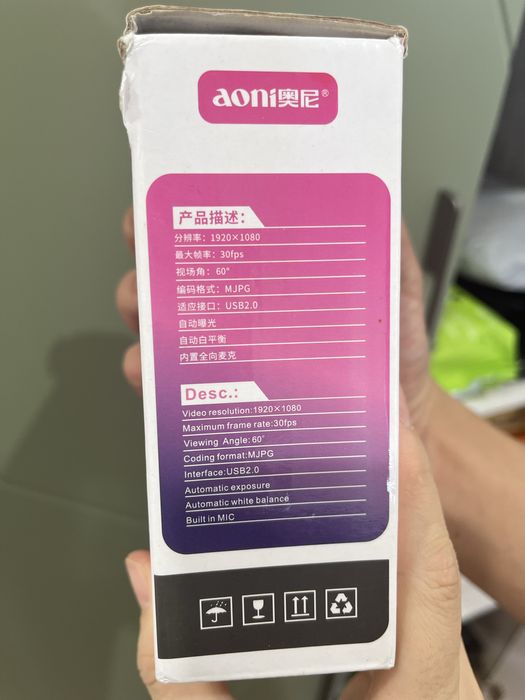 aoni奥尼®
产品描述：
分辨率：1920×1080
最大帧率：30fps
视场角：60°
编码格式：MJPG
适应接口：USB2.0
自动曝光
自动白平衡
内置全向麦克
Desc.:
Video resolution:1920×1080
Maximum frame rate:30fps
Viewing Angle:60°
Coding format:MJPG
Interface:USB2.0
Automatic exposure
Automatic white balance
Built in MIC